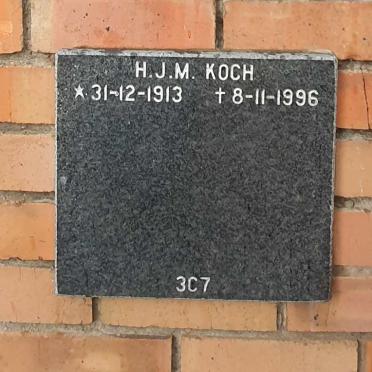 H.J.M. KOCH
★ 31-12-1913 † 8-11-1996
3C7